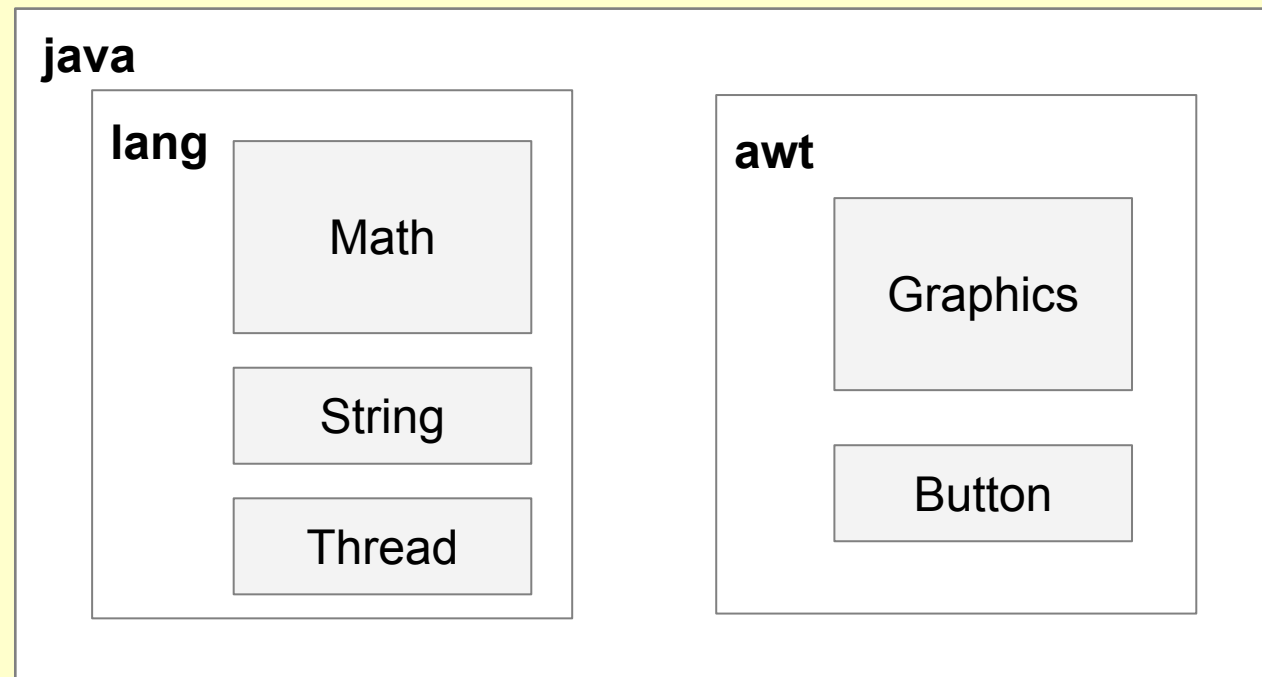 java
lang
Math
String
Thread
awt
Graphics
Button